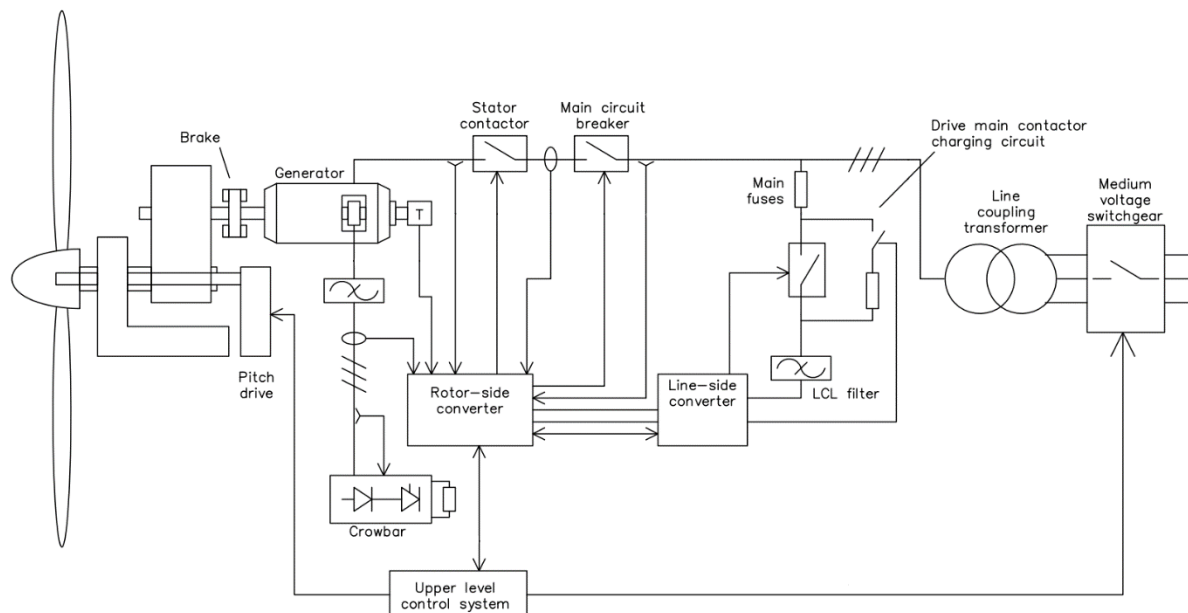 Stator
contactor
Main circuit
breaker
Drive main contactor
charging circuit
Brake
Generator
Main
fuses
Line
coupling
transformer
Medium
voltage
switchgear
T
Pitch
drive
Rotor-side
converter
Line-side
converter
LCL filter
Crowbar
Upper level
control system